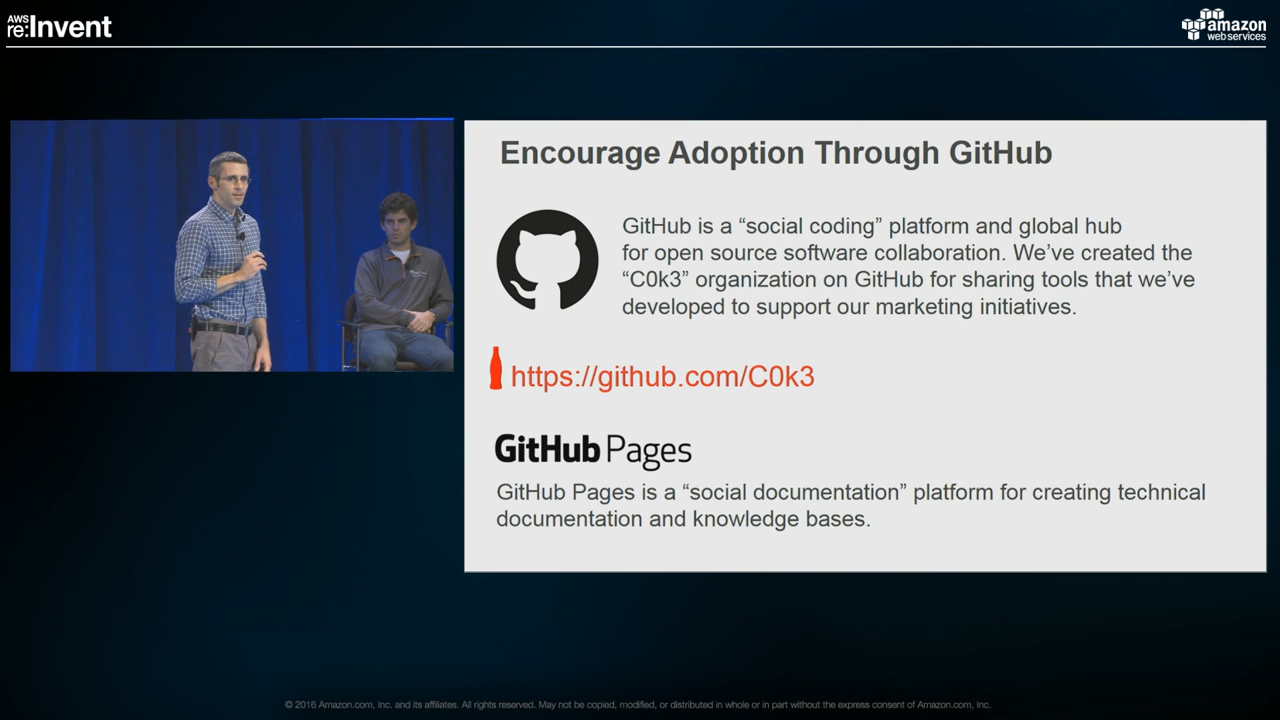 AWS
re:Invent
amazon
web services
Encourage Adoption Through GitHub
GitHub is a “social coding” platform and global hub
for open source software collaboration. We’ve created the
“C0k3” organization on GitHub for sharing tools that we’ve
developed to support our marketing initiatives.
https://github.com/C0k3
GitHub Pages
GitHub Pages is a “social documentation” platform for creating technical
documentation and knowledge bases.
© 2016 Amazon.com, Inc. and its affiliates. All rights reserved. May not be copied, modified, or distributed in whole or in part without the express consent of Amazon.com, Inc.